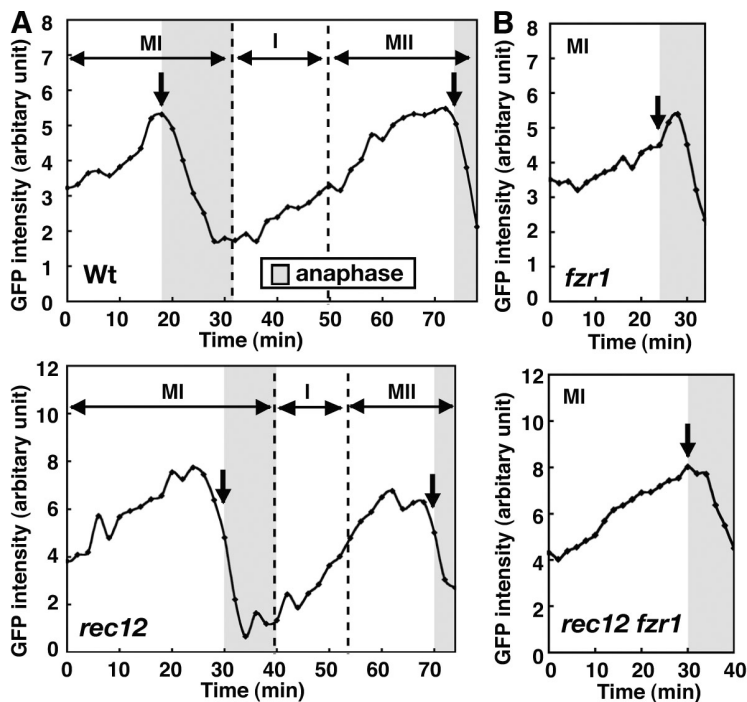 A
B
8
7
6
5
4
3
2
1
0
GFP intensity (arbitary unit)
MI
I
MII
Wt
anaphase
0 10 20 30 40 50 60 70
Time (min)
8
7
6
5
4
3
2
1
0
GFP intensity (arbitary unit)
MI
fzr1
0 10 20 30
Time (min)
12
10
8
6
4
2
0
GFP intensity (arbitary unit)
MI
I
MII
rec12
0 10 20 30 40 50 60 70
Time (min)
12
10
8
6
4
2
0
GFP intensity (arbitary unit)
MI
rec12 fzr1
0 10 20 30 40
Time (min)